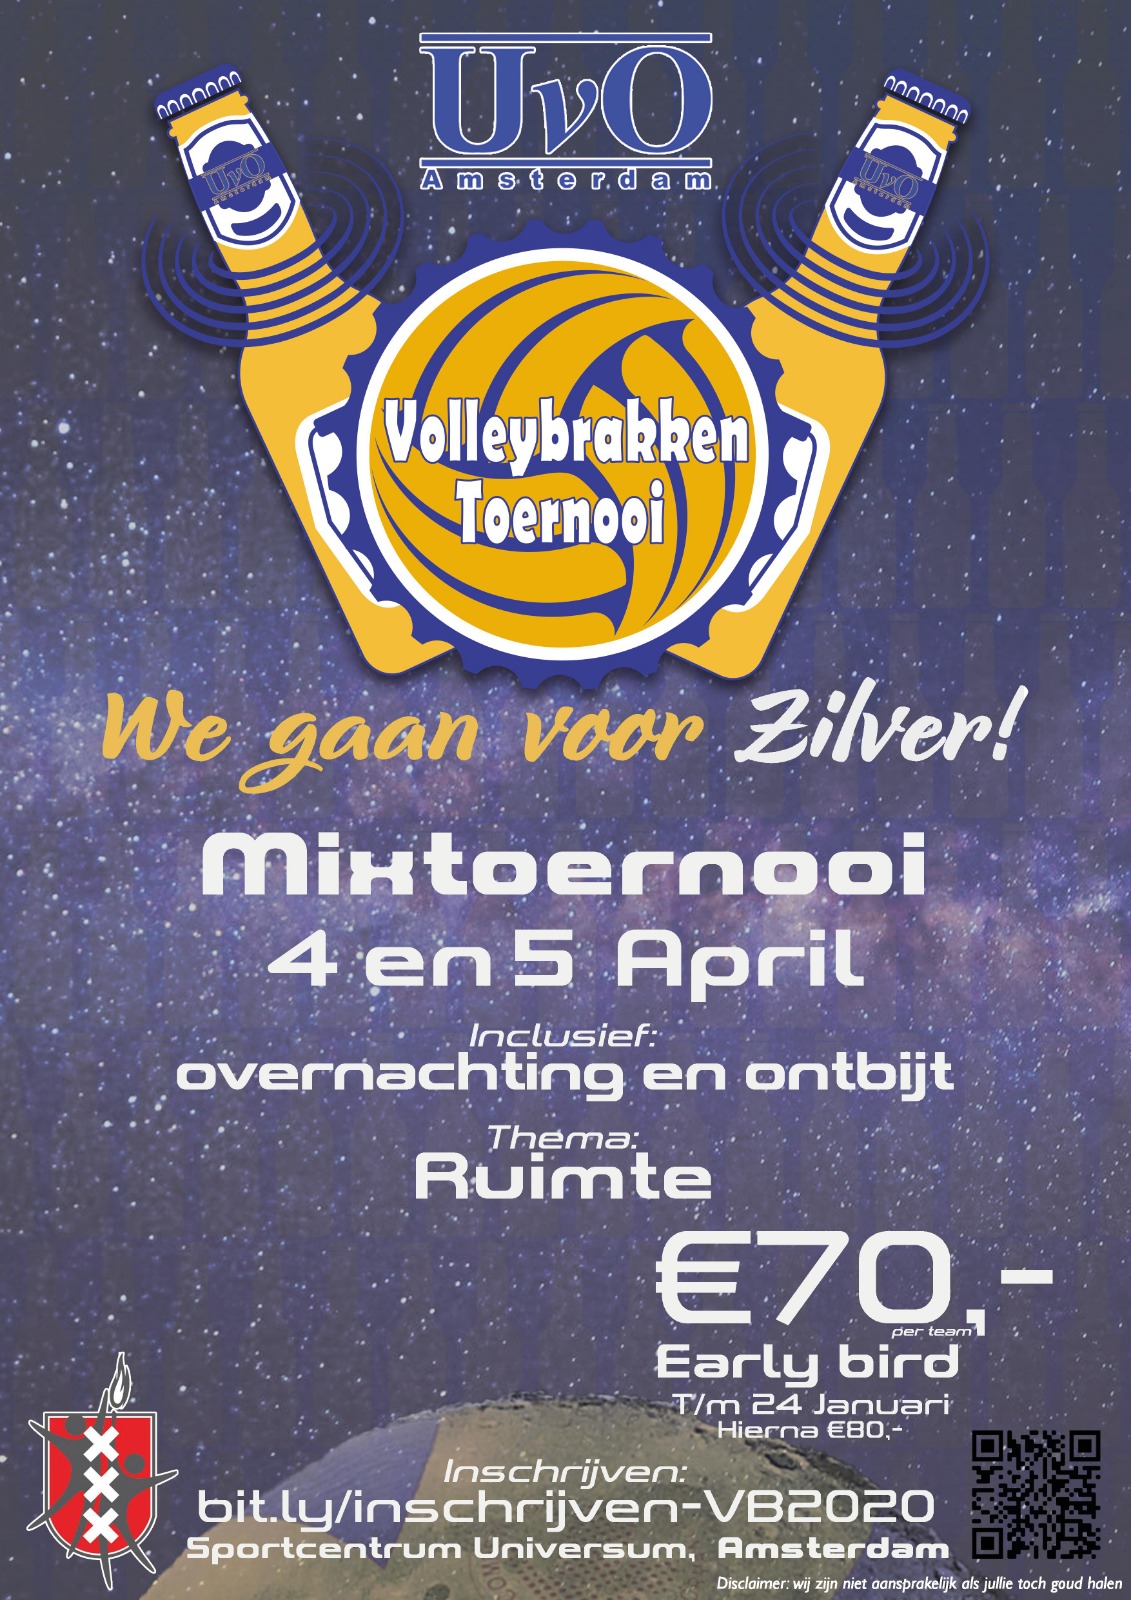 UvO
Amsterdam
UvO
UvO
Volleybrakken
Toernooi
We gaan voor Zilver!
Mixtoernooi
4 en 5 April
Inclusief:
overnachting en ontbijt
Thema:
Ruimte
€70,-
per team
Early bird
T/m 24 Januari
Hierna €80,-
Inschrijven:
bit.ly/inschrijven-VB2020
Sportcentrum Universum, Amsterdam
Disclaimer: wij zijn niet aansprakelijk als jullie toch goud halen